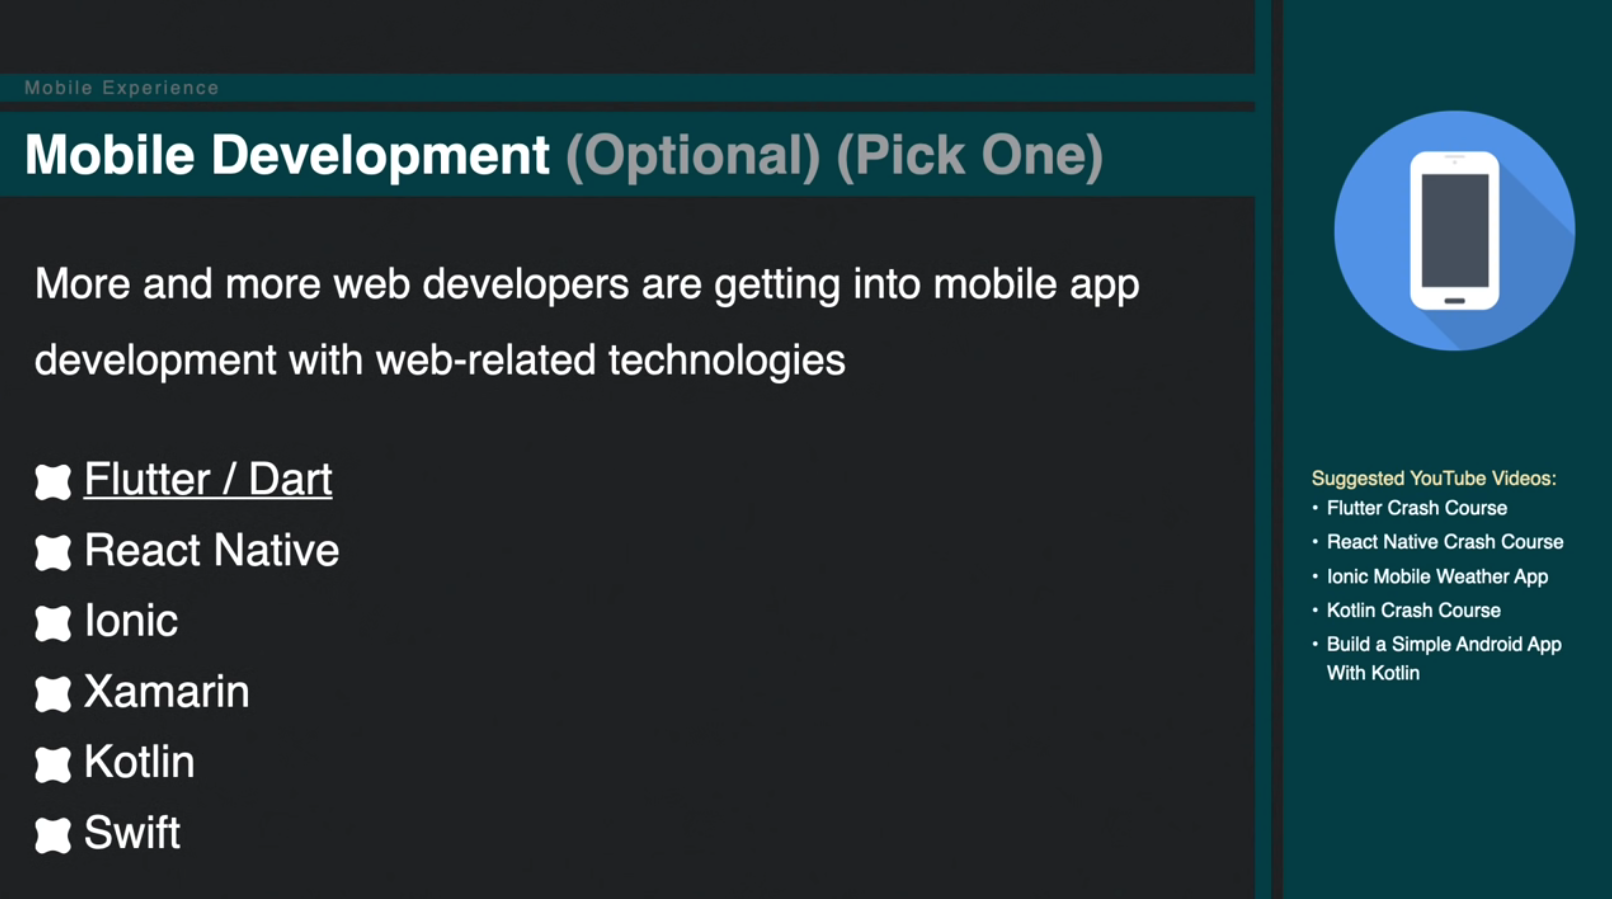 Mobile Experience
Mobile Development (Optional) (Pick One)
More and more web developers are getting into mobile app
development with web-related technologies
Flutter / Dart
React Native
Ionic
Xamarin
Kotlin
Swift
Suggested YouTube Videos:
• Flutter Crash Course
• React Native Crash Course
• Ionic Mobile Weather App
• Kotlin Crash Course
• Build a Simple Android App
With Kotlin